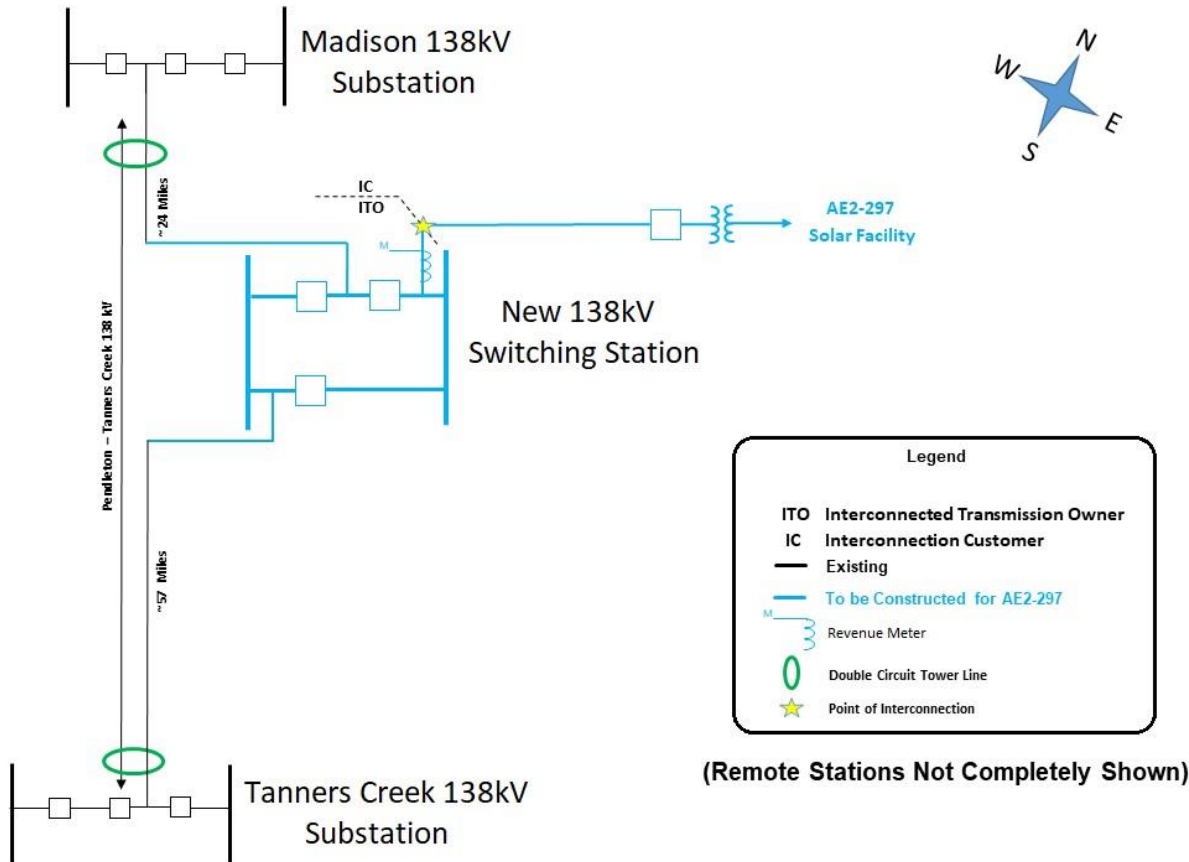 Madison 138kV
Substation
N
W
E
S
~24 Miles
IC
ITO
M
AE2-297
Solar Facility
New 138kV
Switching Station
Pendleton – Tanners Creek 138 kV
~57 Miles
Legend
ITO Interconnected Transmission Owner
IC Interconnection Customer
Existing
To be Constructed for AE2-297
M
Revenue Meter
Double Circuit Tower Line
Point of Interconnection
(Remote Stations Not Completely Shown)
Tanners Creek 138kV
Substation